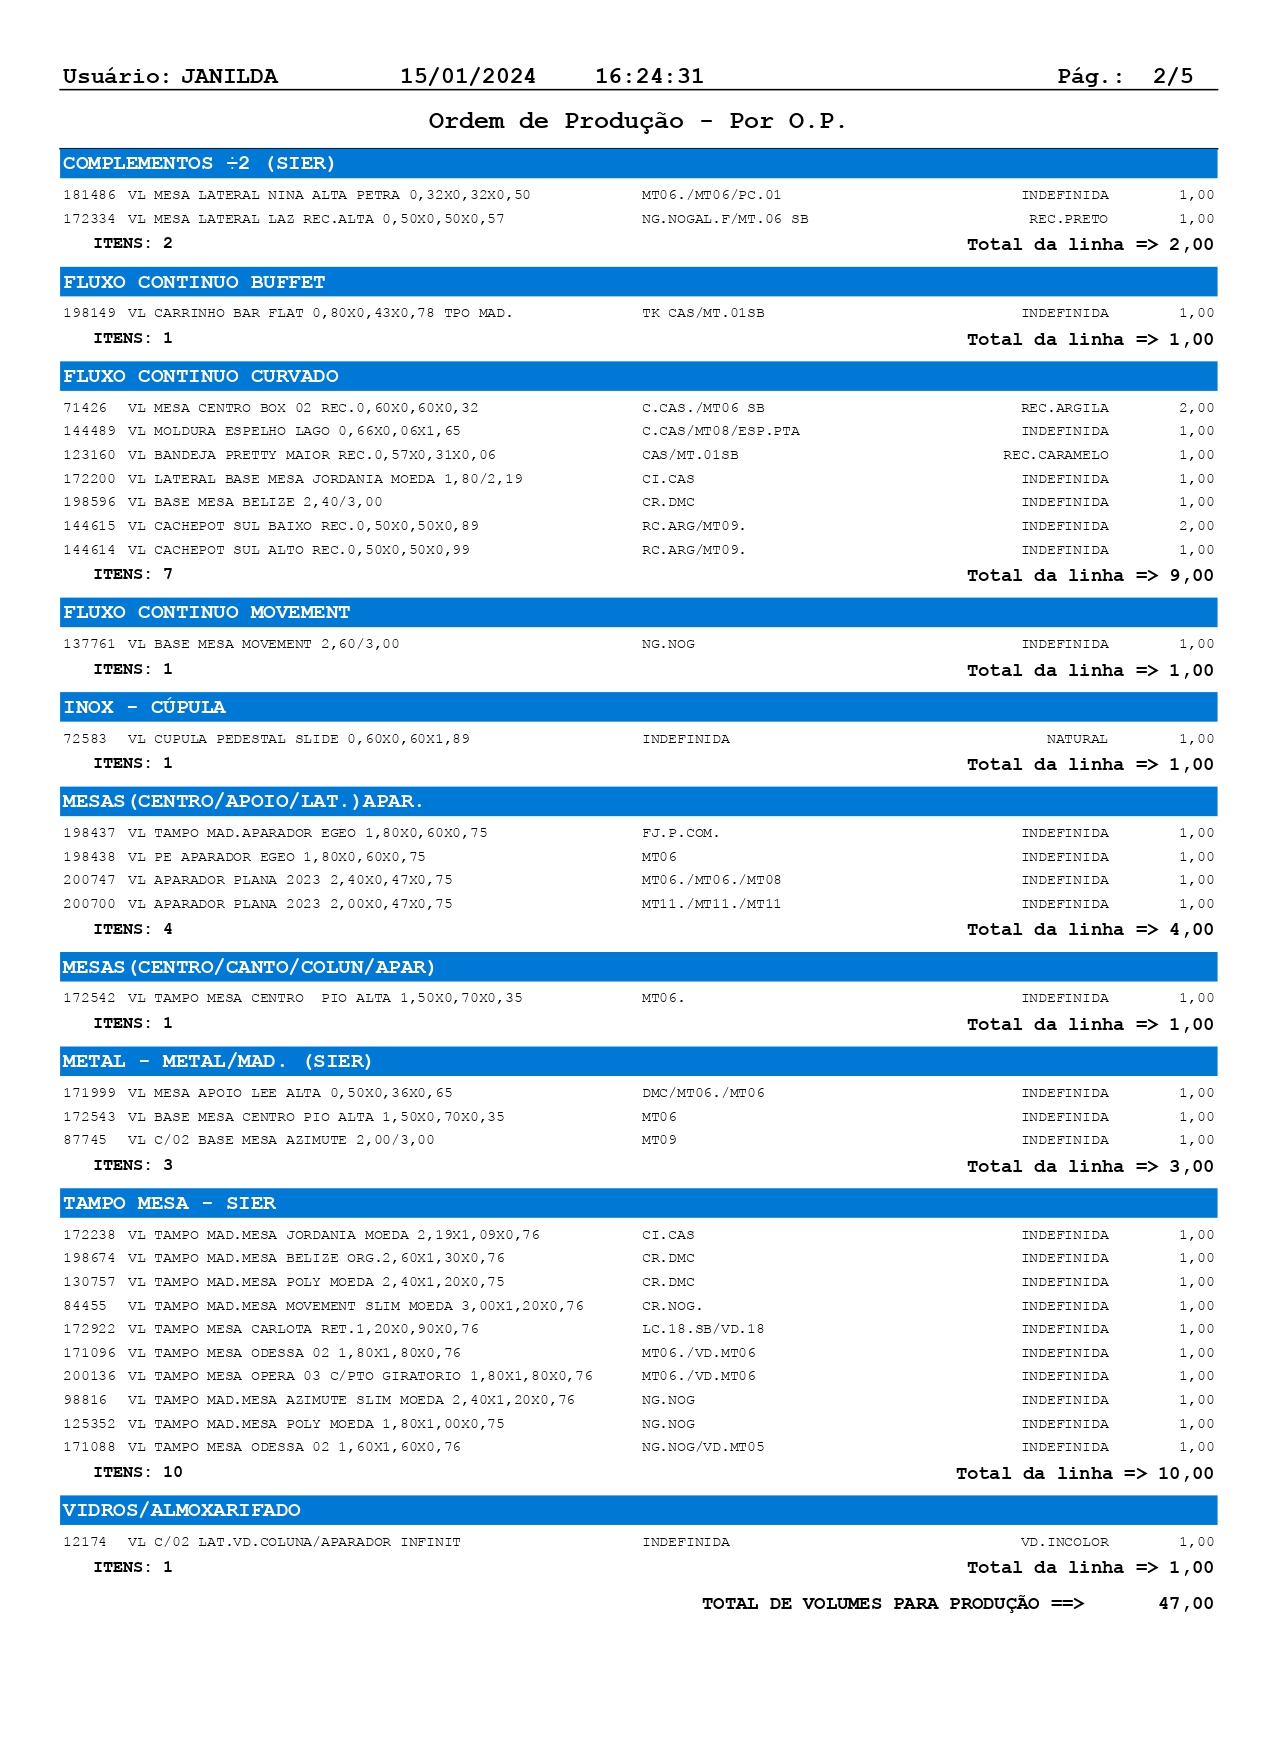 Usuário: JANILDA 15/01/2024 16:24:31 Pág.: 2/5
Ordem de Produção - Por O.P.
COMPLEMENTOS ÷2 (SIER)
181486 VL MESA LATERAL NINA ALTA PETRA 0,32X0,32X0,50 MT06./MT06/PC.01 INDEFINIDA 1,00
172334 VL MESA LATERAL LAZ REC.ALTA 0,50X0,50X0,57 NG.NOGAL.F/MT.06 SB REC.PRETO 1,00
ITENS: 2 Total da linha => 2,00
FLUXO CONTINUO BUFFET
198149 VL CARRINHO BAR FLAT 0,80X0,43X0,78 TPO MAD. TK CAS/MT.01SB INDEFINIDA 1,00
ITENS: 1 Total da linha => 1,00
FLUXO CONTINUO CURVADO
71426 VL MESA CENTRO BOX 02 REC.0,60X0,60X0,32 C.CAS./MT06 SB REC.ARGILA 2,00
144489 VL MOLDURA ESPELHO LAGO 0,66X0,06X1,65 C.CAS/MT08/ESP.PTA INDEFINIDA 1,00
123160 VL BANDEJA PRETTY MAIOR REC.0,57X0,31X0,06 CAS/MT.01SB REC.CARAMELO 1,00
172200 VL LATERAL BASE MESA JORDANIA MOEDA 1,80/2,19 CI.CAS INDEFINIDA 1,00
198596 VL BASE MESA BELIZE 2,40/3,00 CR.DMC INDEFINIDA 1,00
144615 VL CACHEPOT SUL BAIXO REC.0,50X0,50X0,89 RC.ARG/MT09. INDEFINIDA 2,00
144614 VL CACHEPOT SUL ALTO REC.0,50X0,50X0,99 RC.ARG/MT09. INDEFINIDA 1,00
ITENS: 7 Total da linha => 9,00
FLUXO CONTINUO MOVEMENT
137761 VL BASE MESA MOVEMENT 2,60/3,00 NG.NOG INDEFINIDA 1,00
ITENS: 1 Total da linha => 1,00
INOX - CÚPULA
72583 VL CUPULA PEDESTAL SLIDE 0,60X0,60X1,89 INDEFINIDA NATURAL 1,00
ITENS: 1 Total da linha => 1,00
MESAS(CENTRO/APOIO/LAT.)APAR.
198437 VL TAMPO MAD.APARADOR EGEO 1,80X0,60X0,75 FJ.P.COM. INDEFINIDA 1,00
198438 VL PE APARADOR EGEO 1,80X0,60X0,75 MT06 INDEFINIDA 1,00
200747 VL APARADOR PLANA 2023 2,40X0,47X0,75 MT06./MT06./MT08 INDEFINIDA 1,00
200700 VL APARADOR PLANA 2023 2,00X0,47X0,75 MT11./MT11./MT11 INDEFINIDA 1,00
ITENS: 4 Total da linha => 4,00
MESAS(CENTRO/CANTO/COLUN/APAR)
172542 VL TAMPO MESA CENTRO  PIO ALTA 1,50X0,70X0,35 MT06. INDEFINIDA 1,00
ITENS: 1 Total da linha => 1,00
METAL - METAL/MAD. (SIER)
171999 VL MESA APOIO LEE ALTA 0,50X0,36X0,65 DMC/MT06./MT06 INDEFINIDA 1,00
172543 VL BASE MESA CENTRO PIO ALTA 1,50X0,70X0,35 MT06 INDEFINIDA 1,00
87745 VL C/02 BASE MESA AZIMUTE 2,00/3,00 MT09 INDEFINIDA 1,00
ITENS: 3 Total da linha => 3,00
TAMPO MESA - SIER
172238 VL TAMPO MAD.MESA JORDANIA MOEDA 2,19X1,09X0,76 CI.CAS INDEFINIDA 1,00
198674 VL TAMPO MAD.MESA BELIZE ORG.2,60X1,30X0,76 CR.DMC INDEFINIDA 1,00
130757 VL TAMPO MAD.MESA POLY MOEDA 2,40X1,20X0,75 CR.DMC INDEFINIDA 1,00
84455 VL TAMPO MAD.MESA MOVEMENT SLIM MOEDA 3,00X1,20X0,76 CR.NOG. INDEFINIDA 1,00
172922 VL TAMPO MESA CARLOTA RET.1,20X0,90X0,76 LC.18.SB/VD.18 INDEFINIDA 1,00
171096 VL TAMPO MESA ODESSA 02 1,80X1,80X0,76 MT06./VD.MT06 INDEFINIDA 1,00
200136 VL TAMPO MESA OPERA 03 C/PTO GIRATORIO 1,80X1,80X0,76 MT06./VD.MT06 INDEFINIDA 1,00
98816 VL TAMPO MAD.MESA AZIMUTE SLIM MOEDA 2,40X1,20X0,76 NG.NOG INDEFINIDA 1,00
125352 VL TAMPO MAD.MESA POLY MOEDA 1,80X1,00X0,75 NG.NOG INDEFINIDA 1,00
171088 VL TAMPO MESA ODESSA 02 1,60X1,60X0,76 NG.NOG/VD.MT05 INDEFINIDA 1,00
ITENS: 10 Total da linha => 10,00
VIDROS/ALMOXARIFADO
12174 VL C/02 LAT.VD.COLUNA/APARADOR INFINIT INDEFINIDA VD.INCOLOR 1,00
ITENS: 1 Total da linha => 1,00
TOTAL DE VOLUMES PARA PRODUÇÃO ==> 47,00